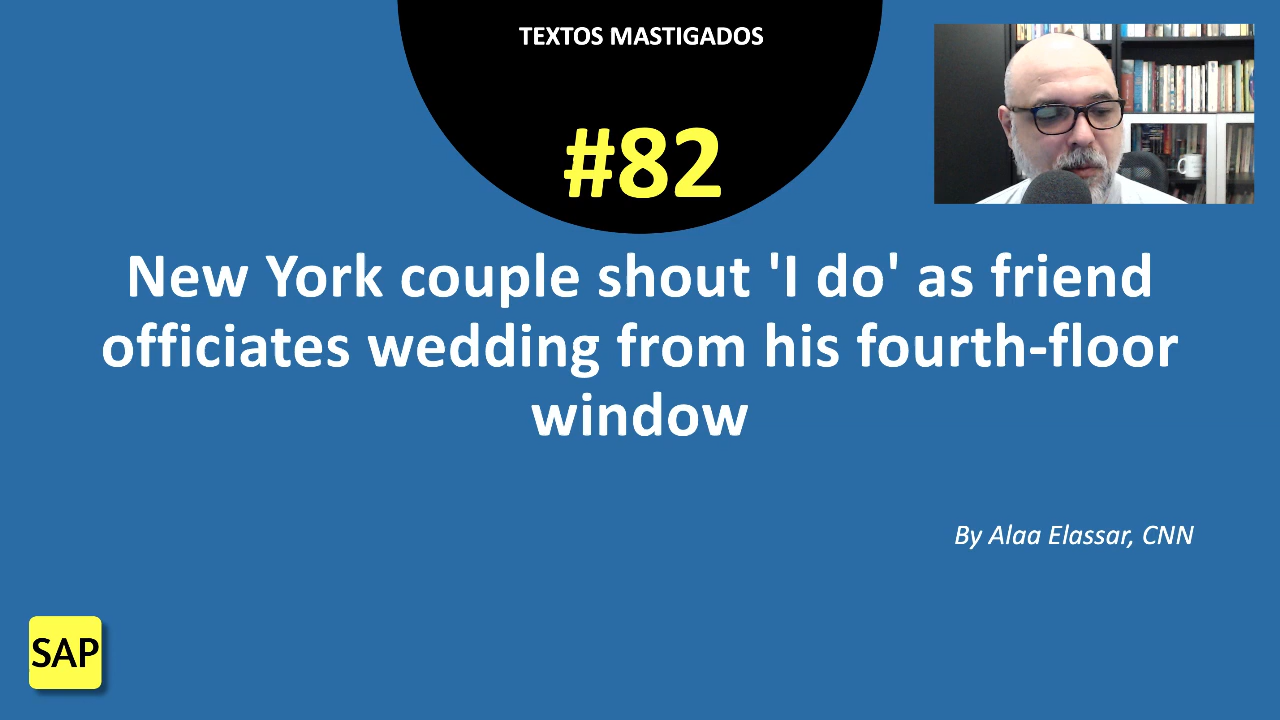 TEXTOS MASTIGADOS
#82
New York couple shout 'I do' as friend
officiates wedding from his fourth-floor
window
By Alaa Elassar, CNN
SAP